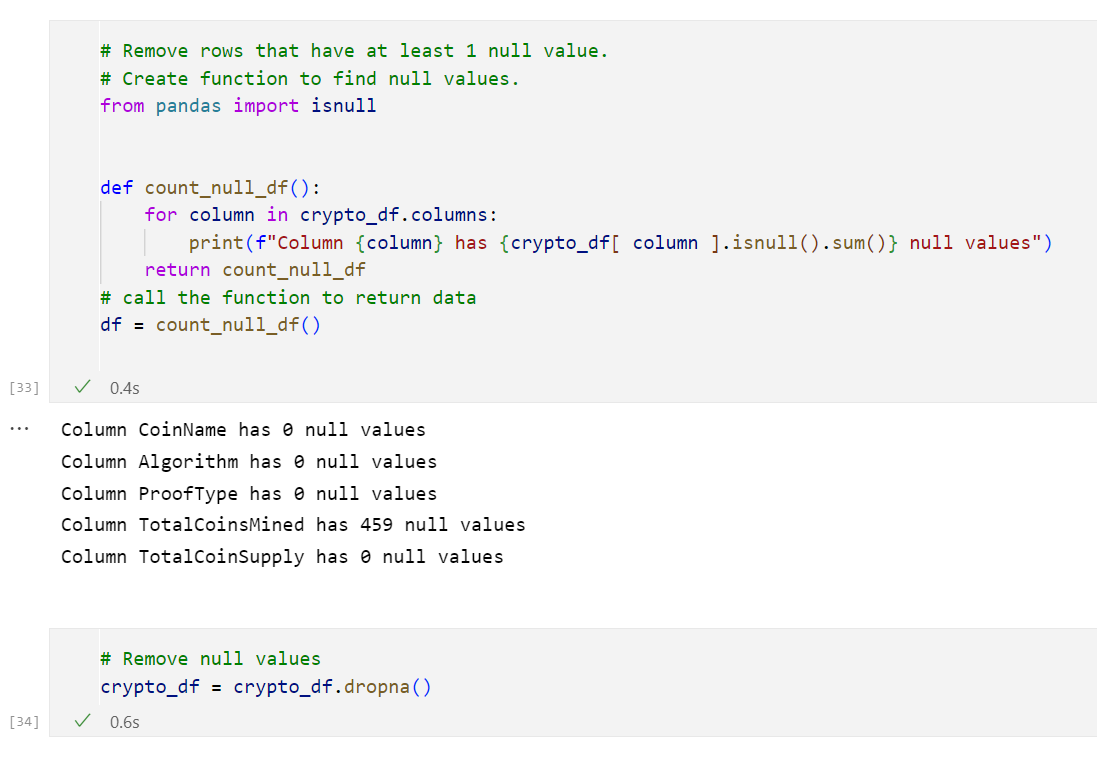 # Remove rows that have at least 1 null value.
# Create function to find null values.
from pandas import isnull
def count_null_df():
for column in crypto_df.columns:
print(f"Column {column} has {crypto_df[ column ].isnull().sum()} null values")
return count_null_df
# call the function to return data
df = count_null_df()
[33] ✓ 0.4s
... Column CoinName has 0 null values
Column Algorithm has 0 null values
Column ProofType has 0 null values
Column TotalCoinsMined has 459 null values
Column TotalCoinSupply has 0 null values
# Remove null values
crypto_df = crypto_df.dropna()
[34] ✓ 0.6s